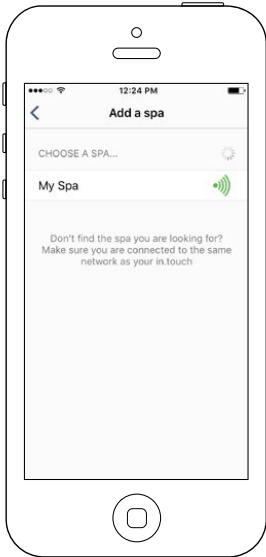 12:24 PM
Add a spa
CHOOSE A SPA...
My Spa
Don't find the spa you are looking for?
Make sure you are connected to the same
network as your in.touch